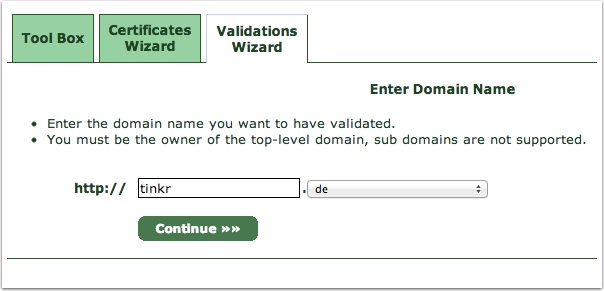 Tool Box
Certificates
Wizard
Validations
Wizard
Enter Domain Name
• Enter the domain name you want to have validated.
• You must be the owner of the top-level domain, sub domains are not supported.
http:// tinkr . de
Continue »»